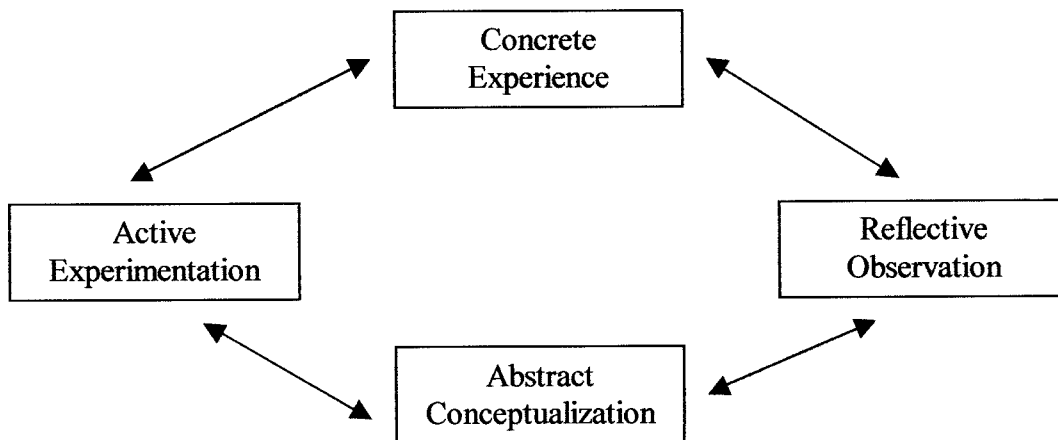 Concrete
Experience
Active
Experimentation
Reflective
Observation
Abstract
Conceptualization